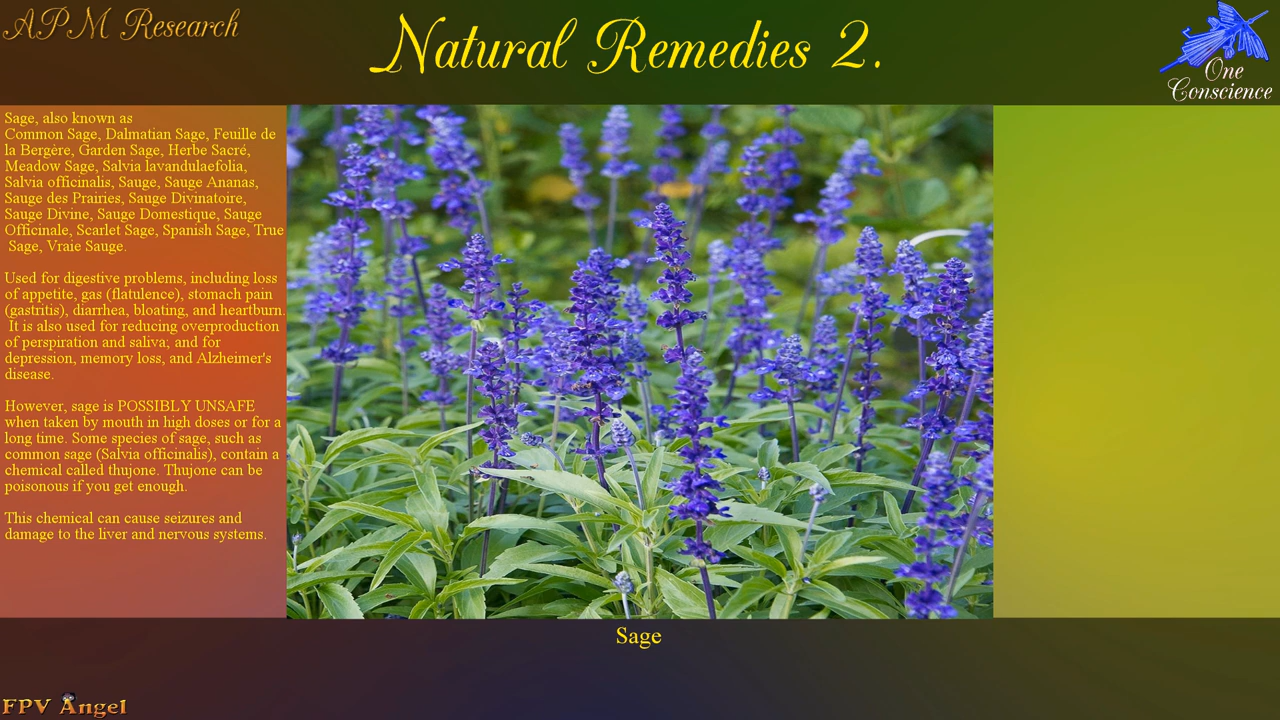 APM Research
Natural Remedies 2.
One
Conscience
Sage, also known as
Common Sage, Dalmatian Sage, Feuille de
la Bergère, Garden Sage, Herbe Sacré,
Meadow Sage, Salvia lavandulaefolia,
Salvia officinalis, Sauge, Sauge Ananas,
Sauge des Prairies, Sauge Divinatoire,
Sauge Divine, Sauge Domestique, Sauge
Officinale, Scarlet Sage, Spanish Sage, True
Sage, Vraie Sauge.
Used for digestive problems, including loss
of appetite, gas (flatulence), stomach pain
(gastritis), diarrhea, bloating, and heartburn.
It is also used for reducing overproduction
of perspiration and saliva; and for
depression, memory loss, and Alzheimer's
disease.
However, sage is POSSIBLY UNSAFE
when taken by mouth in high doses or for a
long time. Some species of sage, such as
common sage (Salvia officinalis), contain a
chemical called thujone. Thujone can be
poisonous if you get enough.
This chemical can cause seizures and
damage to the liver and nervous systems.
Sage
FPV Angel